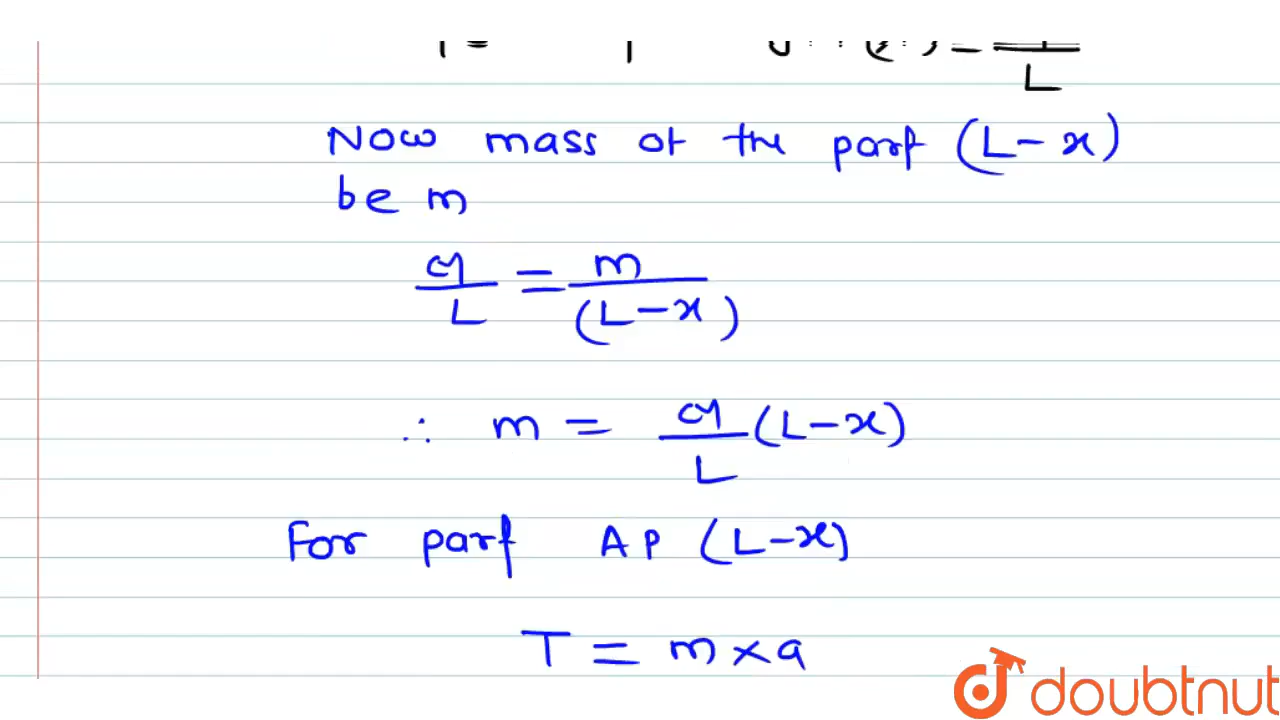 L
Now mass of the part (L-x)
be m
M/L = m/(L-x)
∴ m = M/L (L-x)
For part AP (L-x)
T = m×a
doubtnut